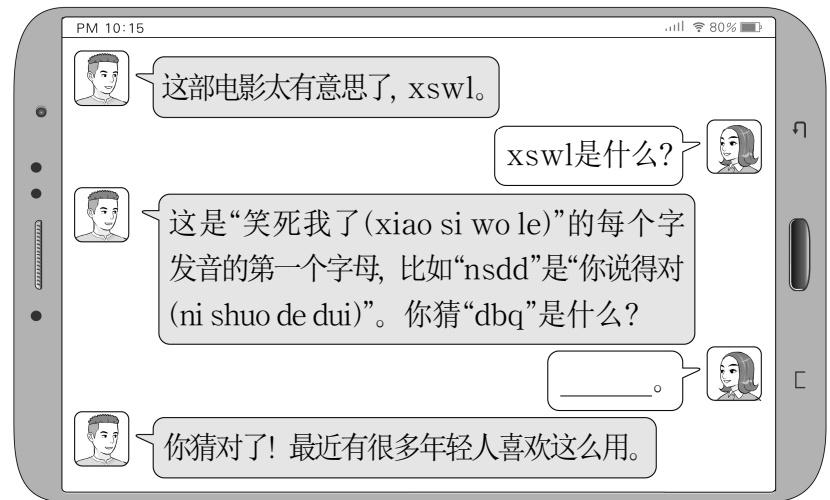 PM 10:15 80%
这部电影太有意思了, xswl。
xswl是什么?
这是“笑死我了(xiao si wo le)”的每个字
发音的第一个字母, 比如“nsdd”是“你说得对
(ni shuo de dui)”。你猜“dbq”是什么?
________。
你猜对了! 最近有很多年轻人喜欢这么用。